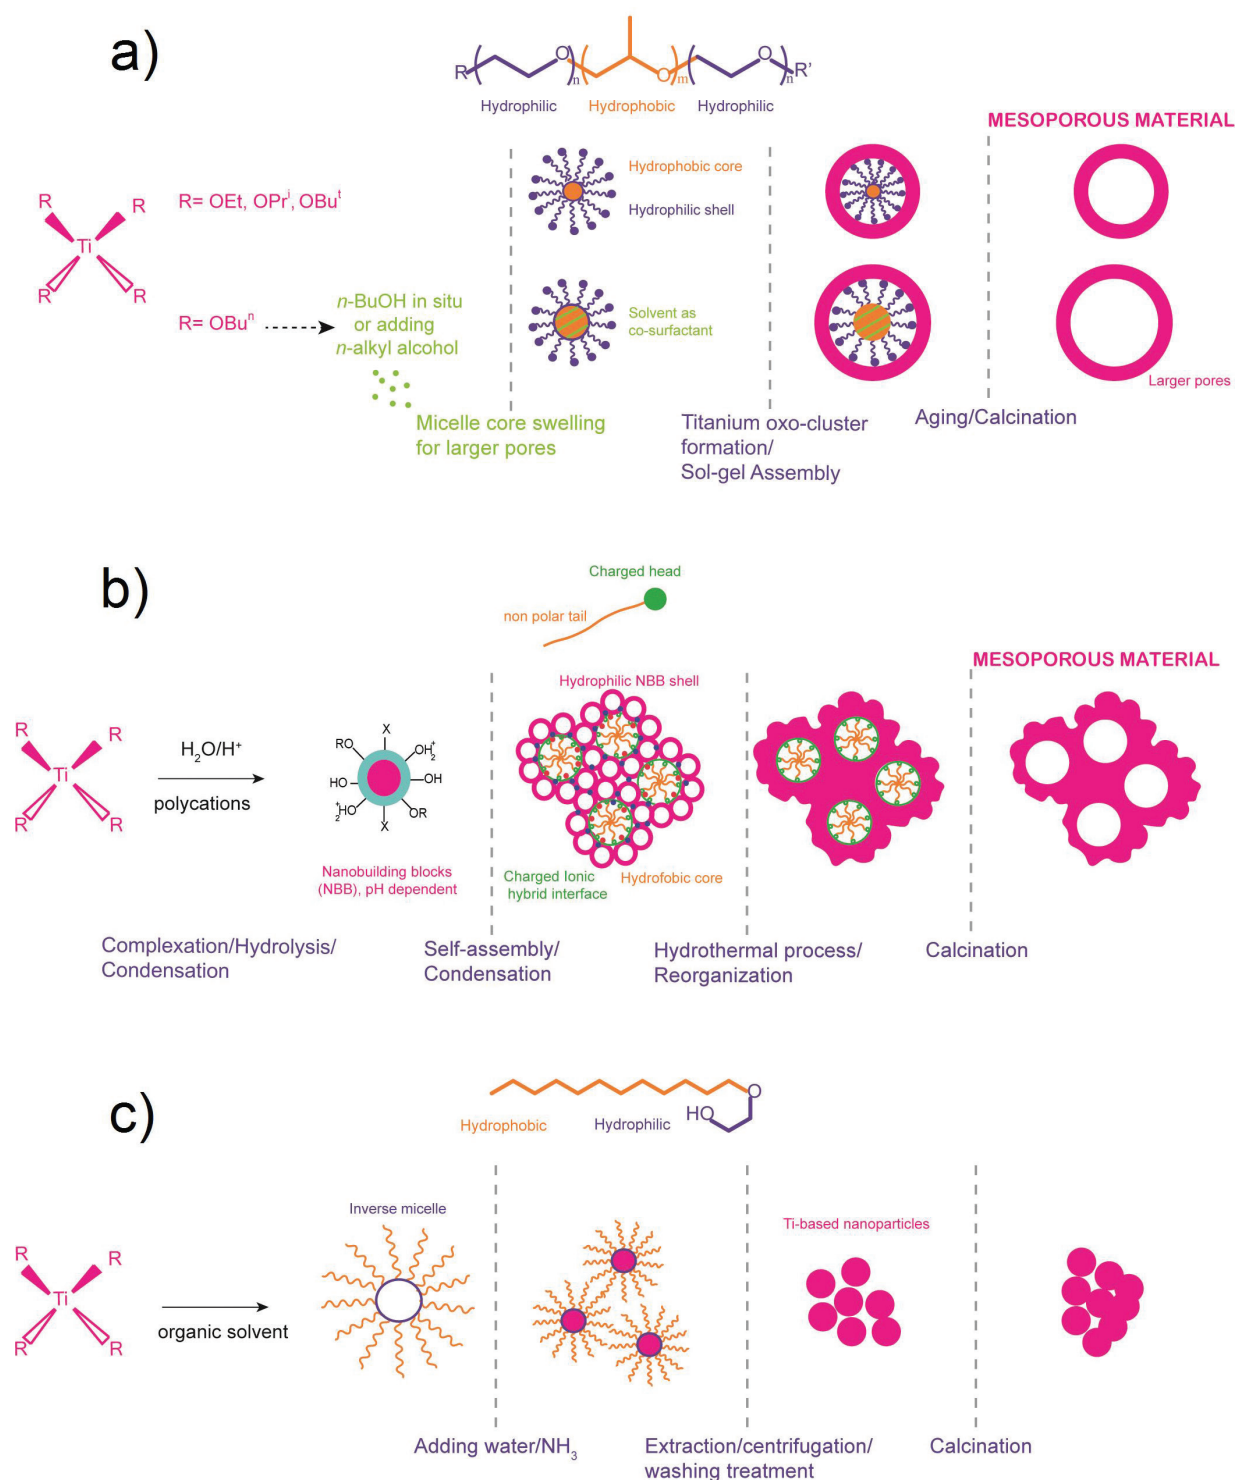 a)
R
O
n
O
m
O
n
R'
Hydrophilic
Hydrophobic
Hydrophilic
MESOPOROUS MATERIAL
R
R
Ti
R
R
R= OEt, OPrⁱ, OBuᵗ
Hydrophobic core
Hydrophilic shell
R= OBuⁿ
n-BuOH in situ
or adding
n-alkyl alcohol
Solvent as
co-surfactant
Larger pores
Micelle core swelling
for larger pores
Titanium oxo-cluster
formation/
Sol-gel Assembly
Aging/Calcination
b)
Charged head
non polar tail
MESOPOROUS MATERIAL
Hydrophilic NBB shell
R
R
Ti
R
R
H₂O/H⁺
polycations
X
RO
OH₂⁺
HO
OH
⁺₂HO
OR
X
Nanobuilding blocks
(NBB), pH dependent
Charged Ionic
hybrid interface
Hydrofobic core
Complexation/Hydrolysis/
Condensation
Self-assembly/
Condensation
Hydrothermal process/
Reorganization
Calcination
c)
O
HO
Hydrophobic
Hydrophilic
Inverse micelle
Ti-based nanoparticles
R
R
Ti
R
R
organic solvent
Adding water/NH₃
Extraction/centrifugation/
washing treatment
Calcination